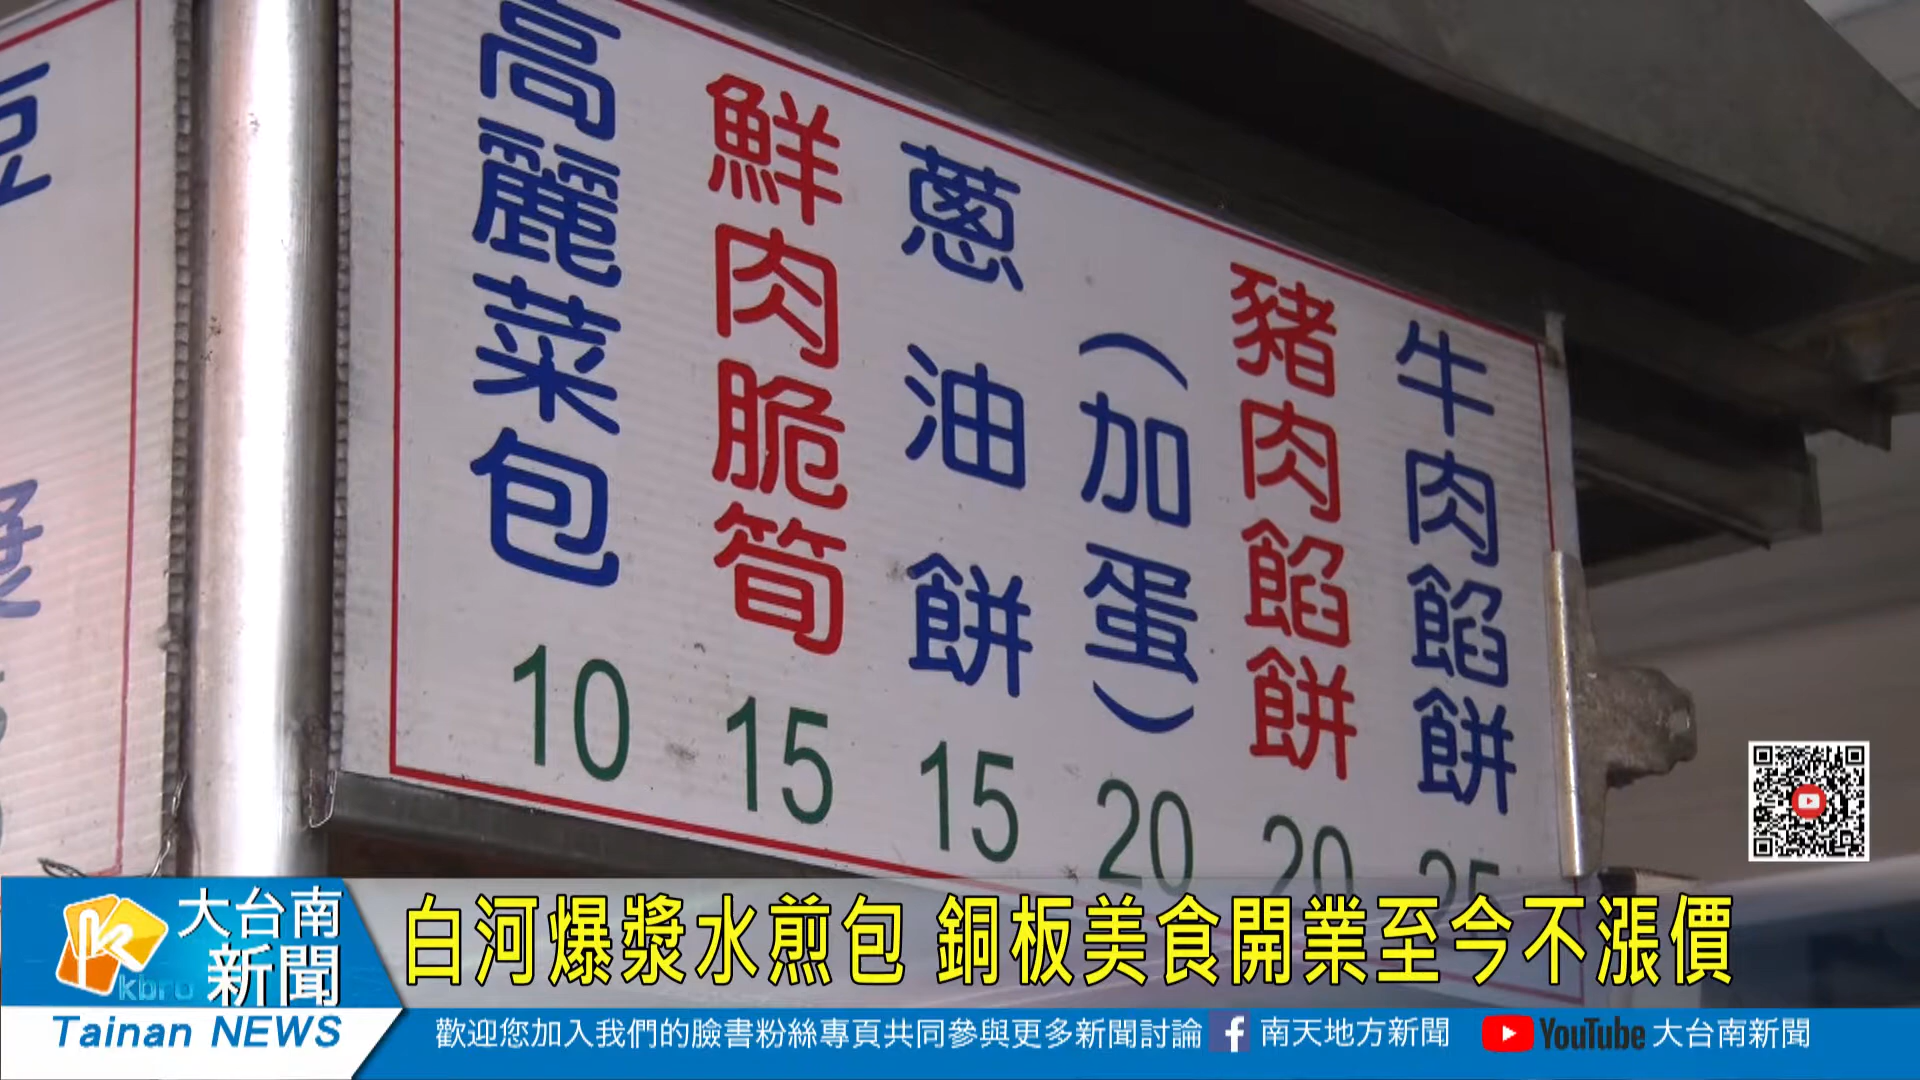 高麗菜包 10
鮮肉脆筍 15
蔥油餅 15
(加蛋) 20
豬肉餡餅 20
牛肉餡餅 25
豆
大台南
新聞
kbro
Tainan NEWS
白河爆漿水煎包 銅板美食開業至今不漲價
歡迎您加入我們的臉書粉絲專頁共同參與更多新聞討論 f 南天地方新聞 YouTube 大台南新聞